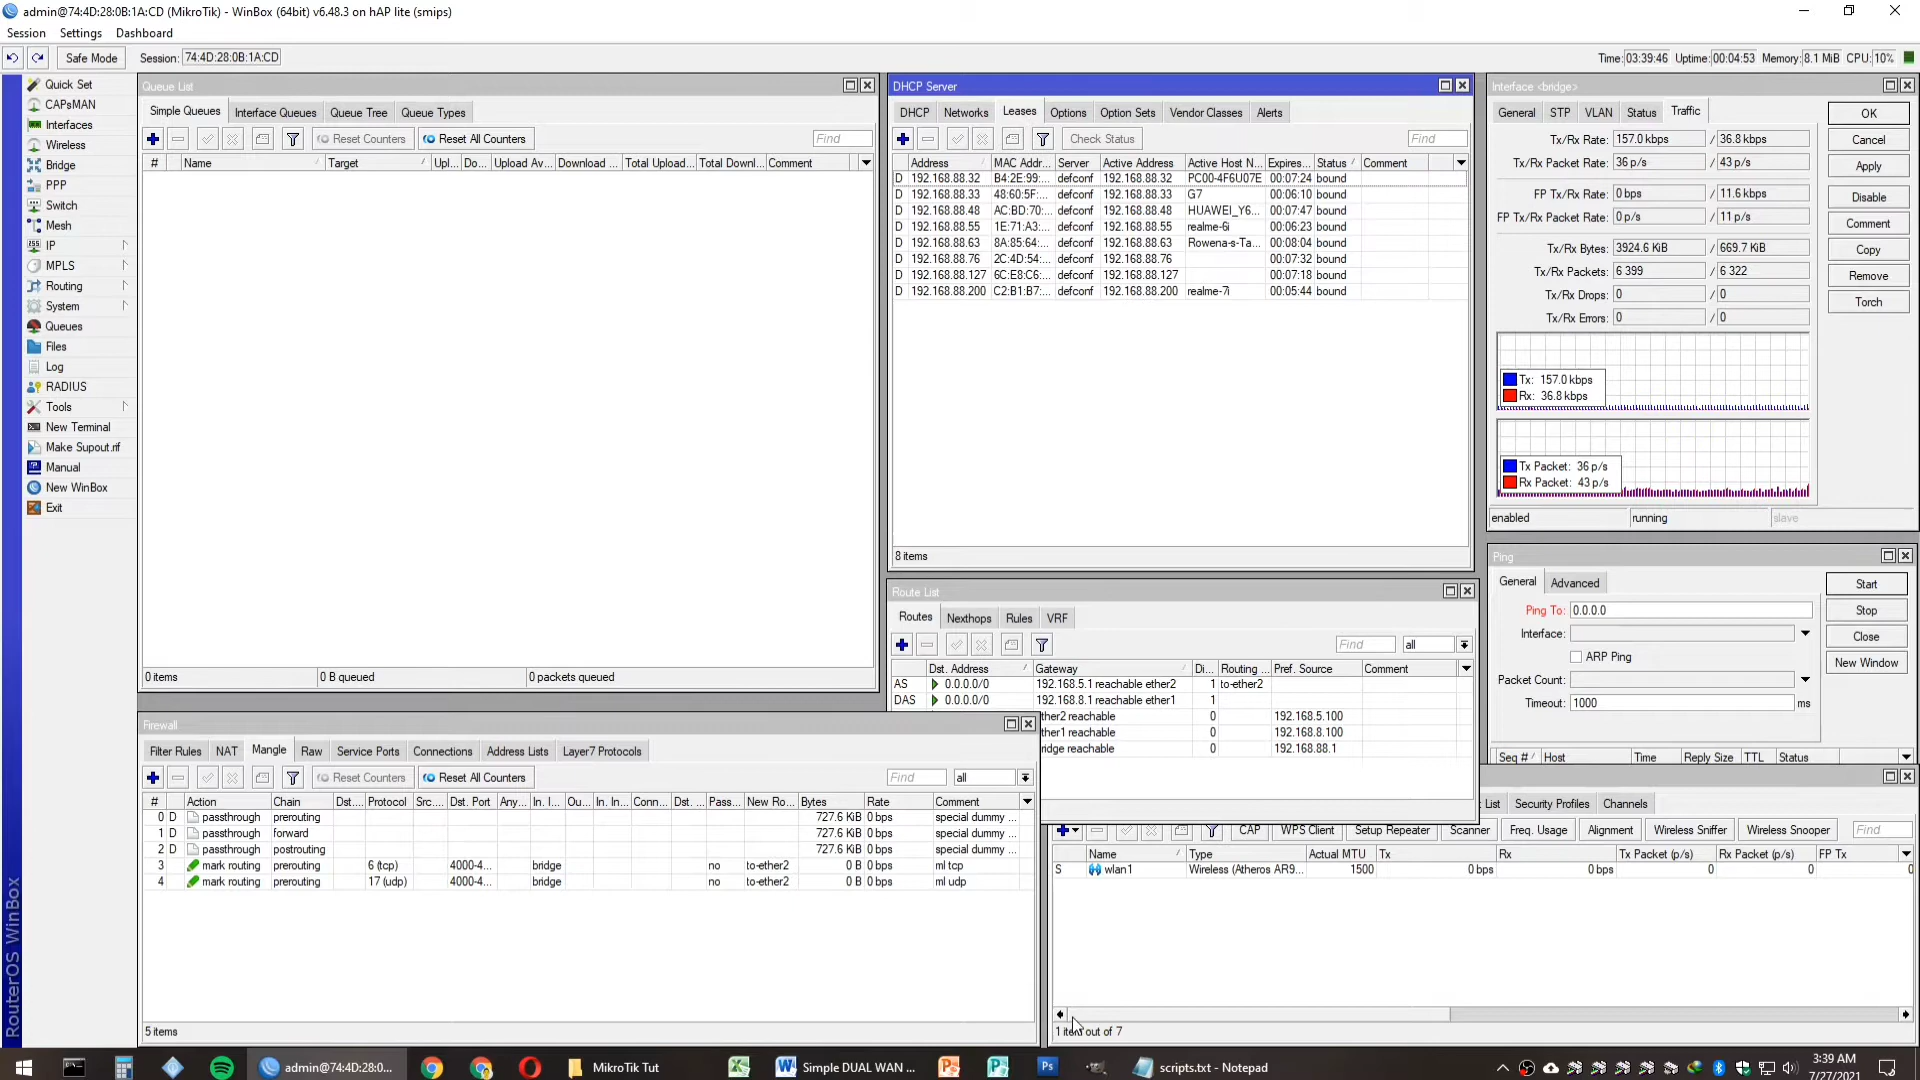 admin@74:4D:28:0B:1A:CD (MikroTik) - WinBox (64bit) v6.48.3 on hAP lite (smips)
Session Settings Dashboard
Safe Mode Session: 74:4D:28:0B:1A:CD Time: 03:39:46 Uptime: 00:04:53 Memory: 8.1 MiB CPU: 10%
Quick Set
CAPsMAN
Interfaces
Wireless
Bridge
PPP
Switch
Mesh
IP
MPLS
Routing
System
Queues
Files
Log
RADIUS
Tools
New Terminal
Make Supout.rif
Manual
New WinBox
Exit
RouterOS WinBox
Queue List
Simple Queues Interface Queues Queue Tree Queue Types
Reset Counters Reset All Counters Find
# Name Target Upl... Do... Upload Av... Download ... Total Upload... Total Downl... Comment
0 items 0 B queued 0 packets queued
DHCP Server
DHCP Networks Leases Options Option Sets Vendor Classes Alerts
Check Status Find
Address MAC Addr... Server Active Address Active Host N... Expires... Status Comment
D 192.168.88.32 B4:2E:99:... defconf 192.168.88.32 PC00-4F6U07E 00:07:24 bound
D 192.168.88.33 48:60:5F:... defconf 192.168.88.33 G7 00:06:10 bound
D 192.168.88.48 AC:BD:70:... defconf 192.168.88.48 HUAWEI_Y6... 00:07:47 bound
D 192.168.88.55 1E:71:A3:... defconf 192.168.88.55 realme-6i 00:06:23 bound
D 192.168.88.63 8A:85:64:... defconf 192.168.88.63 Rowena-s-Ta... 00:08:04 bound
D 192.168.88.76 2C:4D:54:... defconf 192.168.88.76 00:07:32 bound
D 192.168.88.127 6C:E8:C6:... defconf 192.168.88.127 00:07:18 bound
D 192.168.88.200 C2:B1:B7:... defconf 192.168.88.200 realme-7i 00:05:44 bound
8 items
Interface <bridge>
General STP VLAN Status Traffic
Tx/Rx Rate: 157.0 kbps / 36.8 kbps
Tx/Rx Packet Rate: 36 p/s / 43 p/s
FP Tx/Rx Rate: 0 bps / 11.6 kbps
FP Tx/Rx Packet Rate: 0 p/s / 11 p/s
Tx/Rx Bytes: 3924.6 KiB / 669.7 KiB
Tx/Rx Packets: 6 399 / 6 322
Tx/Rx Drops: 0 / 0
Tx/Rx Errors: 0 / 0
Tx: 157.0 kbps
Rx: 36.8 kbps
Tx Packet: 36 p/s
Rx Packet: 43 p/s
enabled running slave
OK
Cancel
Apply
Disable
Comment
Copy
Remove
Torch
Route List
Routes Nexthops Rules VRF
Find all
Dst. Address Gateway Di... Routing ... Pref. Source Comment
AS 0.0.0.0/0 192.168.5.1 reachable ether2 1 to-ether2
DAS 0.0.0.0/0 192.168.8.1 reachable ether1 1
ther2 reachable 0 192.168.5.100
ther1 reachable 0 192.168.8.100
ridge reachable 0 192.168.88.1
Ping
General Advanced
Ping To: 0.0.0.0
Interface:
ARP Ping
Packet Count:
Timeout: 1000 ms
Start
Stop
Close
New Window
Seq # Host Time Reply Size TTL Status
Firewall
Filter Rules NAT Mangle Raw Service Ports Connections Address Lists Layer7 Protocols
Reset Counters Reset All Counters Find all
# Action Chain Dst.... Protocol Src.... Dst. Port Any... In. I... Ou... In. In... Conn... Dst. ... Pass... New Ro... Bytes Rate Comment
0 D passthrough prerouting 727.6 KiB 0 bps special dummy ...
1 D passthrough forward 727.6 KiB 0 bps special dummy ...
2 D passthrough postrouting 727.6 KiB 0 bps special dummy ...
3 mark routing prerouting 6 (tcp) 4000-4... bridge no to-ether2 0 B 0 bps ml tcp
4 mark routing prerouting 17 (udp) 4000-4... bridge no to-ether2 0 B 0 bps ml udp
5 items
List Security Profiles Channels
CAP WPS Client Setup Repeater Scanner Freq. Usage Alignment Wireless Sniffer Wireless Snooper Find
Name Type Actual MTU Tx Rx Tx Packet (p/s) Rx Packet (p/s) FP Tx
S wlan1 Wireless (Atheros AR9... 1500 0 bps 0 bps 0 0 0
1 item out of 7
admin@74:4D:28:0... MikroTik Tut Simple DUAL WAN ... scripts.txt - Notepad
3:39 AM
7/27/2021